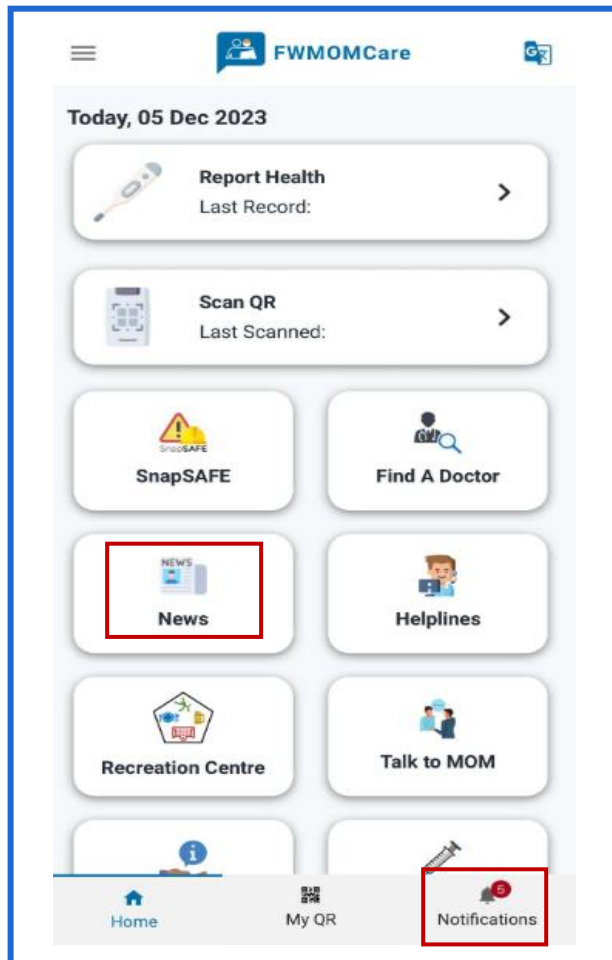 FWMOMCare
Today, 05 Dec 2023
Report Health
Last Record:
Scan QR
Last Scanned:
SnapSAFE
SnapSAFE
Find A Doctor
NEWS
News
Helplines
Recreation Centre
Talk to MOM
5
Home
My QR
Notifications